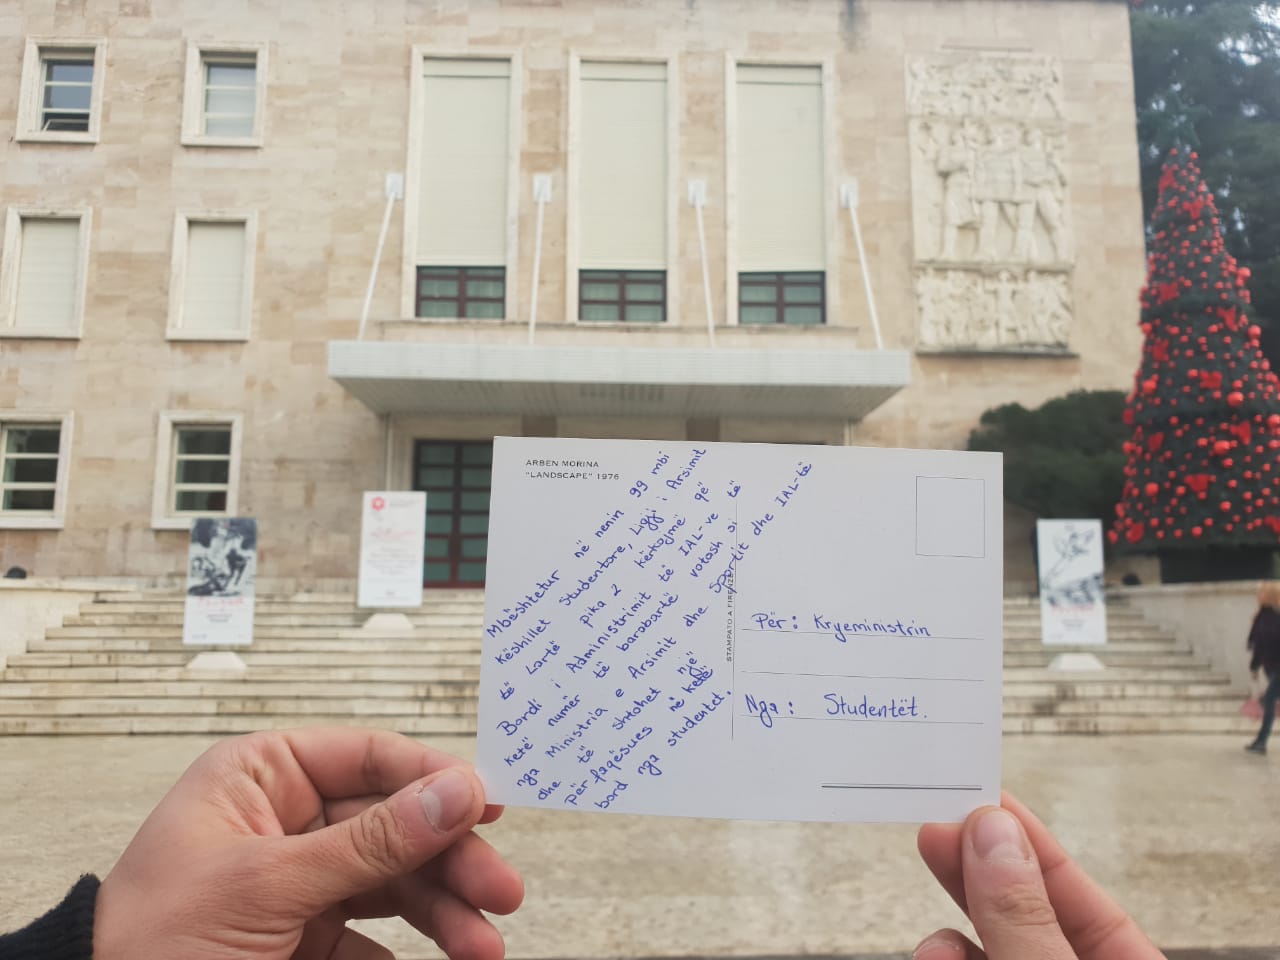 ARBEN MORINA
"LANDSCAPE" 1976
Mbështetur në nenin 99 mbi
këshillet Studentore, Ligji i Arsimit
të Lartë pika 2 kërkojmë që
Bordi i Administrimit të IAL-ve të
ketë numër të barabartë votash si
nga Ministria e Arsimit dhe Sportit dhe IAL-të
dhe të shtohet një
Përfaqësues në këtë
bord nga studentët.
STAMPATO A FIRENZE
Për: Kryeministrin
Nga: Studentët.